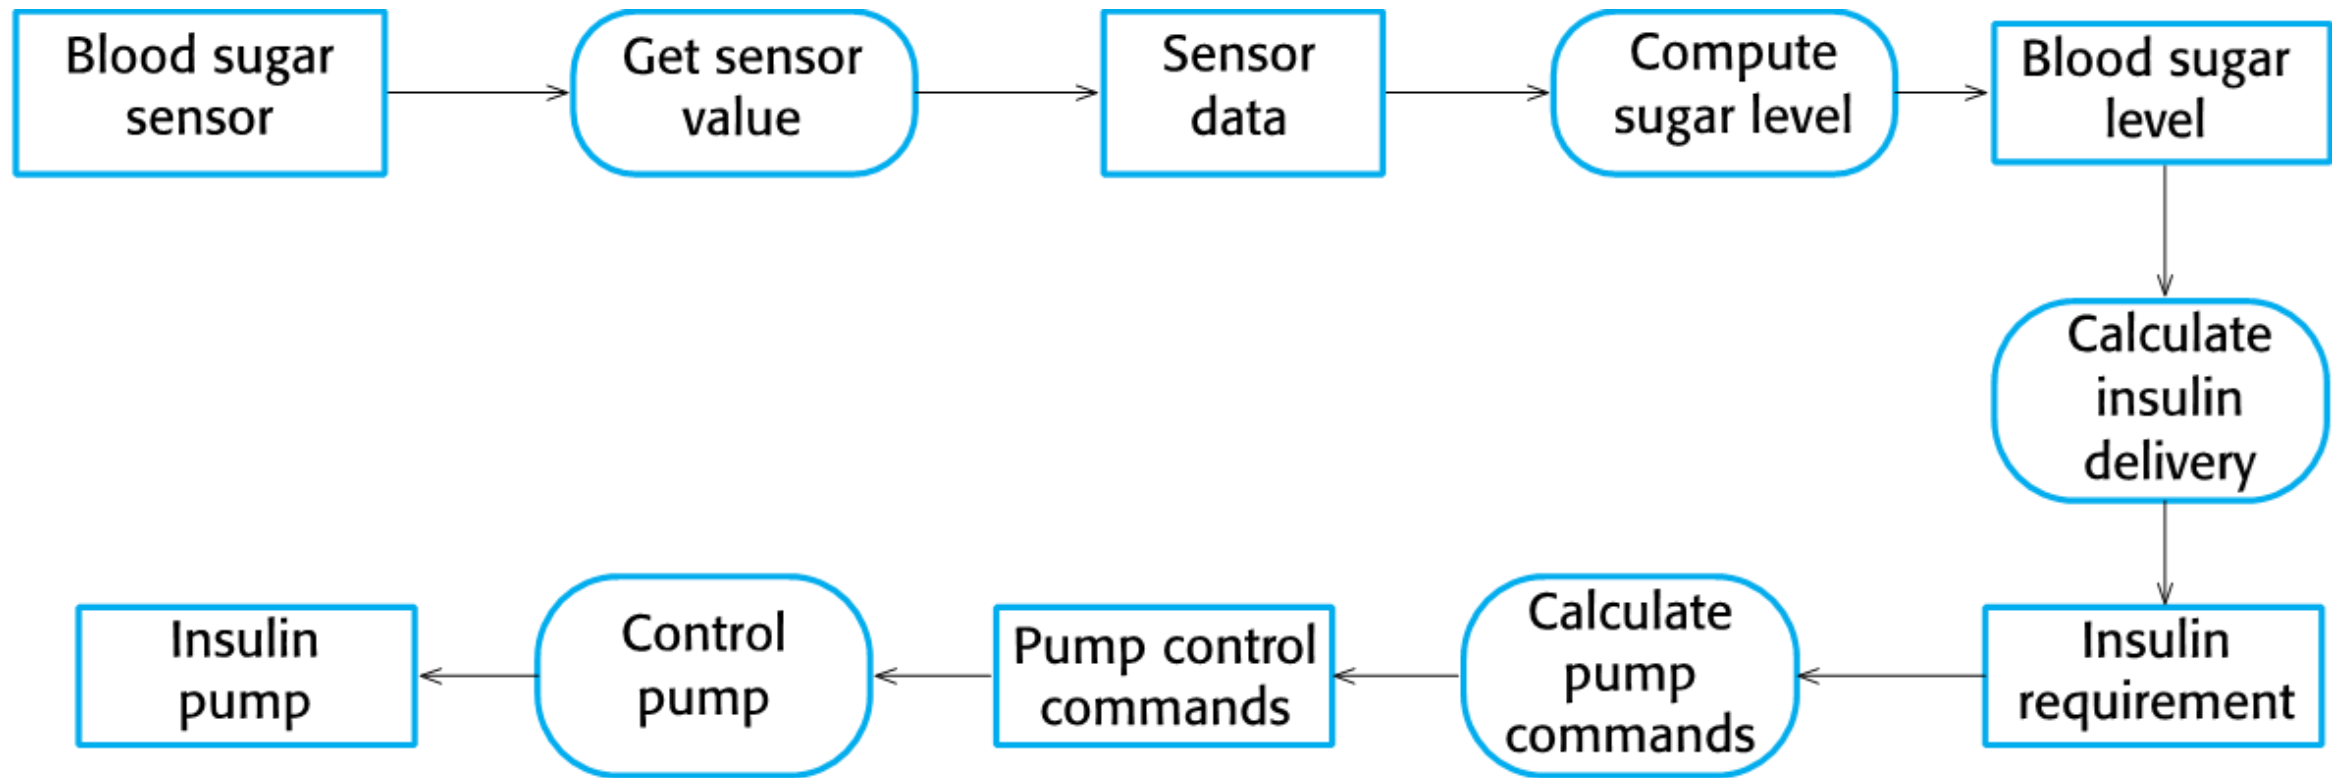 Blood sugar
sensor
Get sensor
value
Sensor
data
Compute
sugar level
Blood sugar
level
Calculate
insulin
delivery
Insulin
requirement
Calculate
pump
commands
Pump control
commands
Control
pump
Insulin
pump